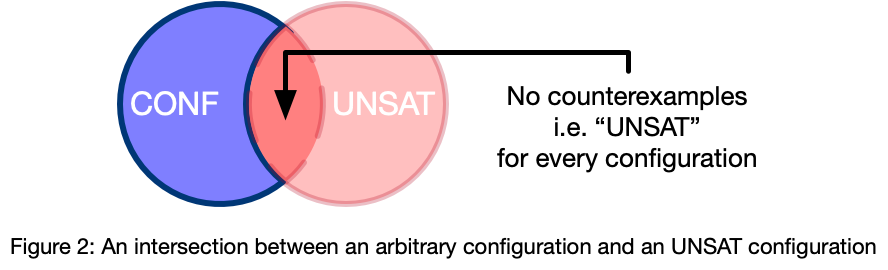 CONF
UNSAT
No counterexamples
i.e. “UNSAT”
for every configuration
Figure 2: An intersection between an arbitrary configuration and an UNSAT configuration